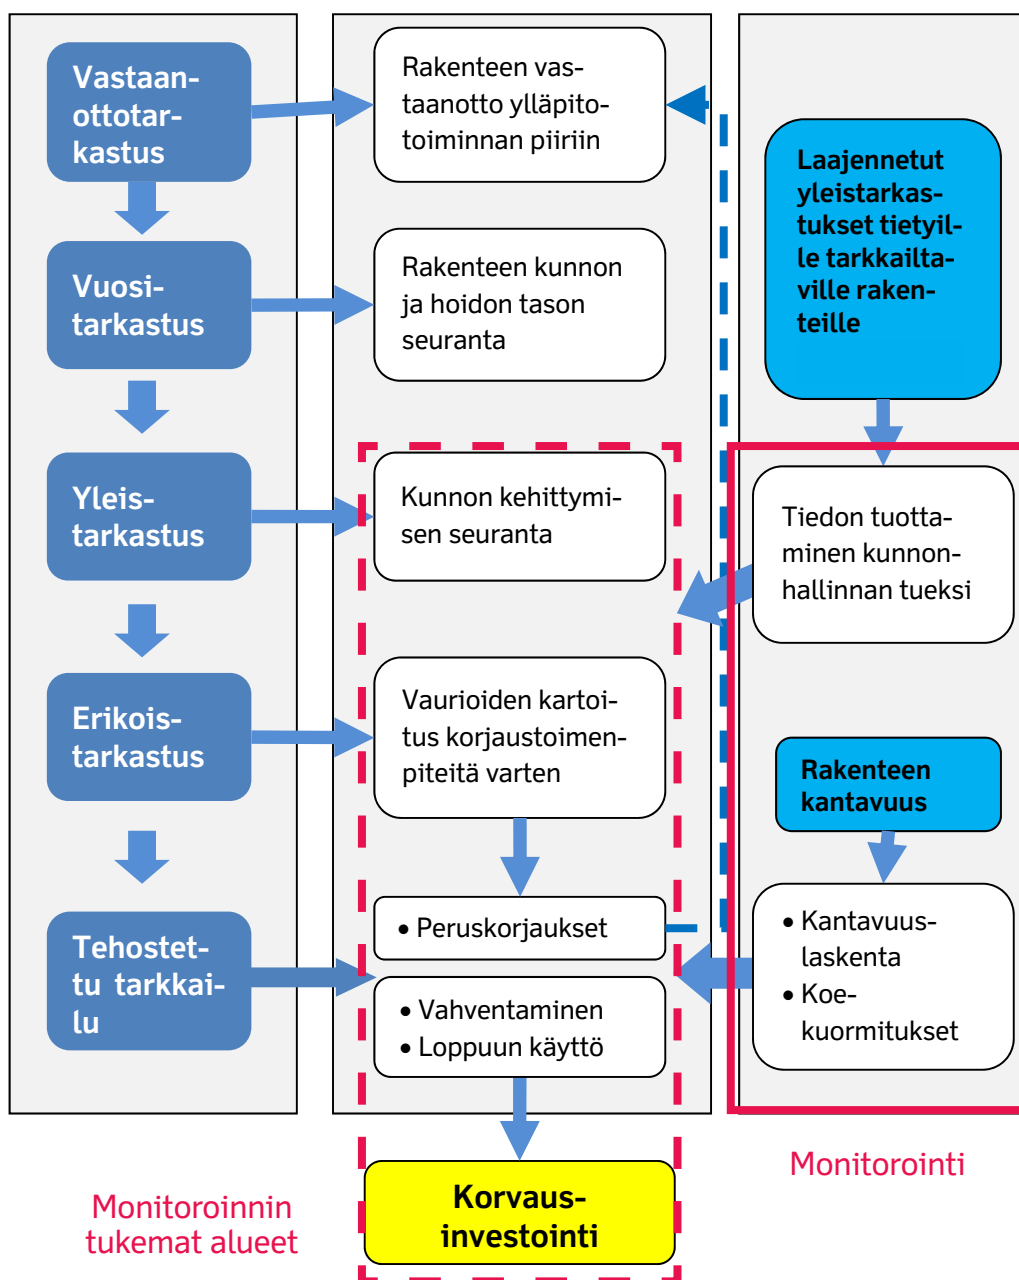 Vastaan-
ottotar-
kastus
Vuosi-
tarkastus
Yleis-
tarkastus
Erikois-
tarkastus
Tehostet-
tu tarkkai-
lu
Rakenteen vas-
taanotto ylläpito-
toiminnan piiriin
Rakenteen kunnon
ja hoidon tason
seuranta
Kunnon kehittymi-
sen seuranta
Vaurioiden kartoi-
tus korjaustoimen-
piteitä varten
• Peruskorjaukset
• Vahventaminen
• Loppuun käyttö
Korvaus-
investointi
Laajennetut
yleistarkas-
tukset tietyil-
le tarkkailta-
ville raken-
teille
Tiedon tuotta-
minen kunnon-
hallinnan tueksi
Rakenteen
kantavuus
• Kantavuus-
laskenta
• Koe-
kuormitukset
Monitorointi
Monitoroinnin
tukemat alueet